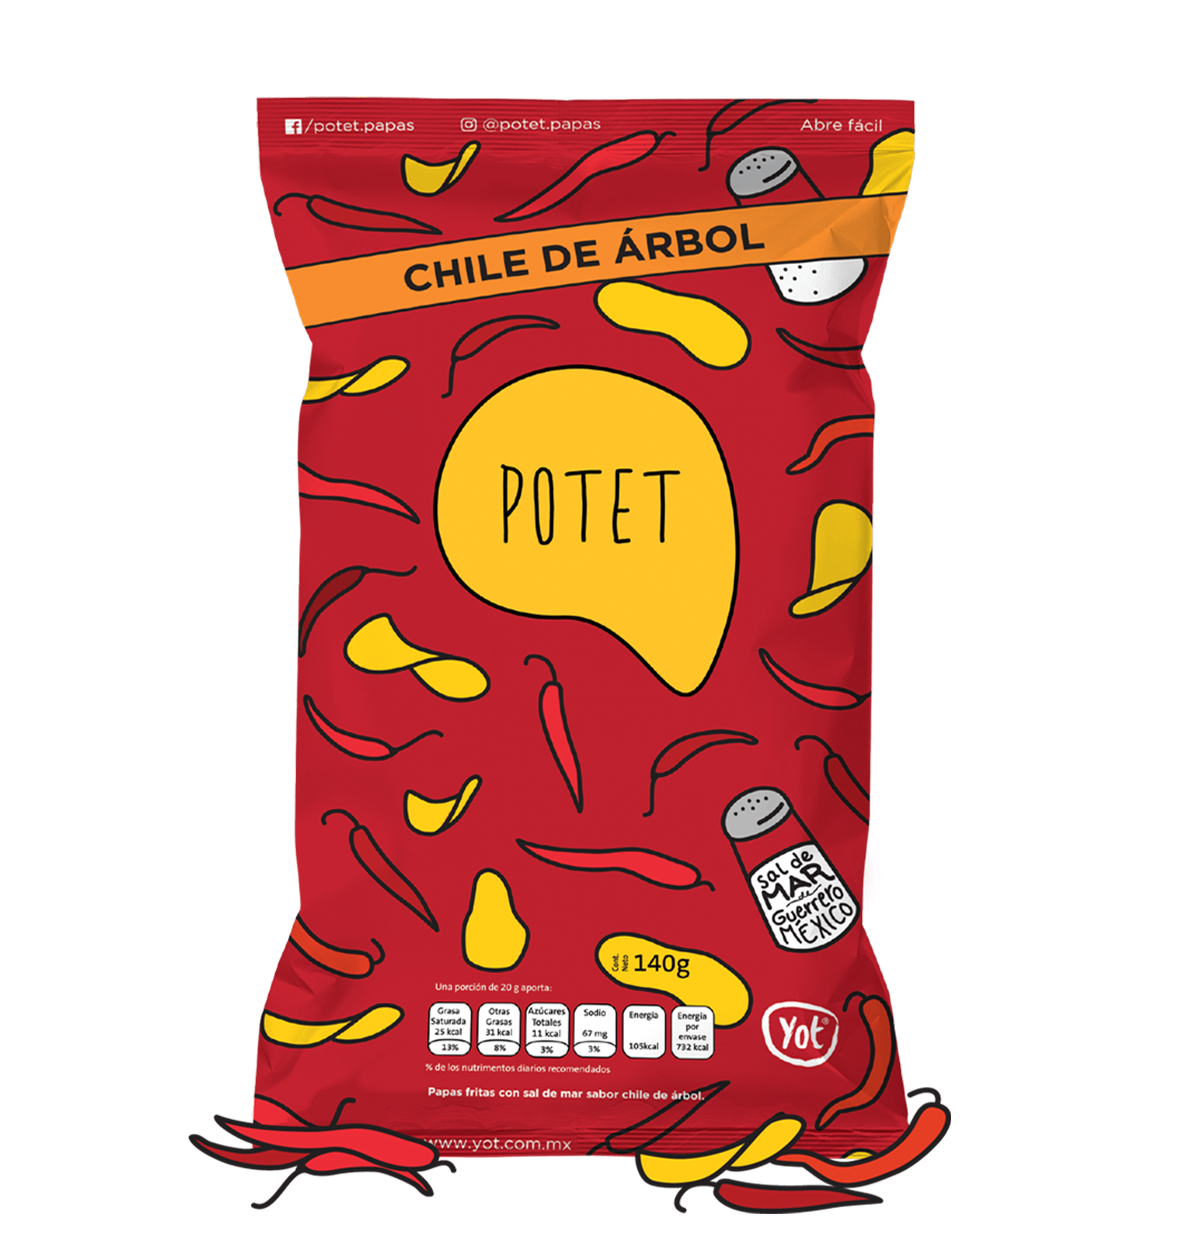 /potet.papas
@potet.papas
Abre fácil
CHILE DE ÁRBOL
POTET
Sal de
MAR
de
Guerrero
MÉXICO
Cont.
Neto
140g
Una porción de 20 g aporta:
Grasa
Saturada
25 kcal
13%
Otras
Grasas
31 kcal
8%
Azúcares
Totales
11 kcal
3%
Sodio
67 mg
3%
Energía
105kcal
Energía
por
envase
732 kcal
Yot®
% de los nutrimentos diarios recomendados
Papas fritas con sal de mar sabor chile de árbol.
www.yot.com.mx